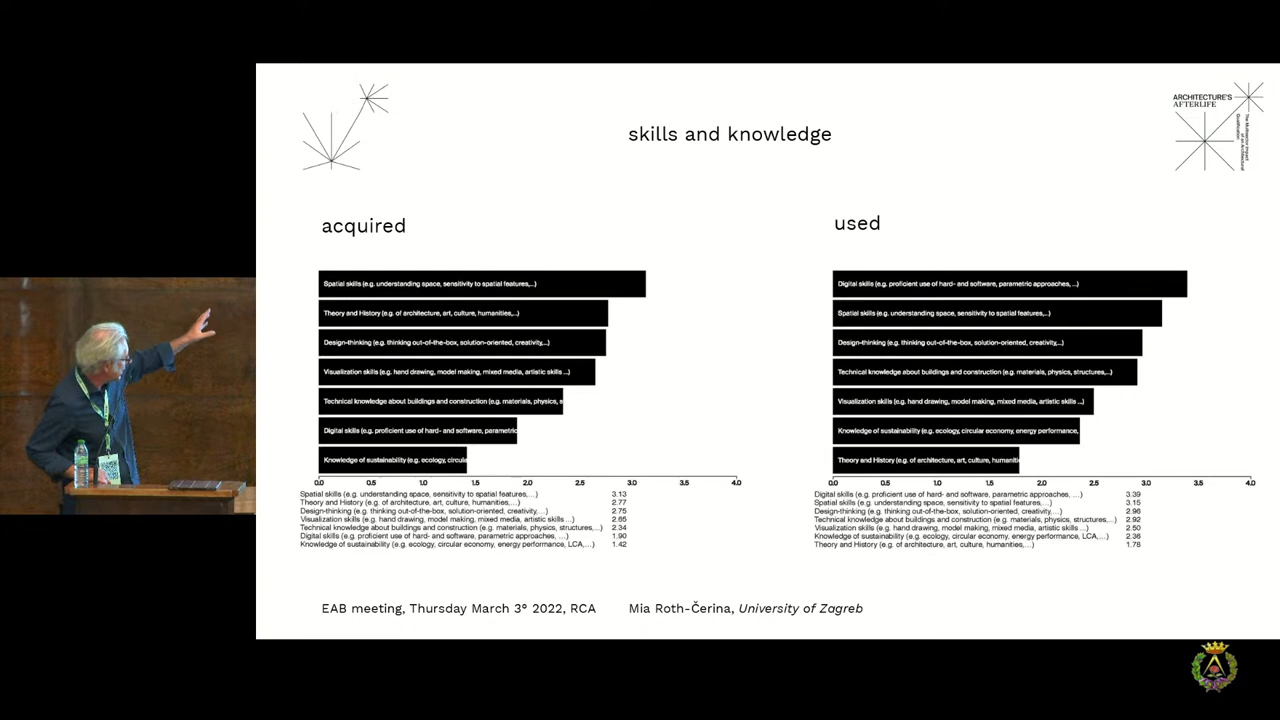 ARCHITECTURE'S
AFTERLIFE
The Multisector Impact
of an Architectural
Qualification
skills and knowledge
acquired
Spatial skills (e.g. understanding space, sensitivity to spatial features,...)
Theory and History (e.g. of architecture, art, culture, humanities,...)
Design-thinking (e.g. thinking out-of-the-box, solution-oriented, creativity,...)
Visualization skills (e.g. hand drawing, model making, mixed media, artistic skills ...)
Technical knowledge about buildings and construction (e.g. materials, physics, s
Digital skills (e.g. proficient use of hard- and software, parametric
Knowledge of sustainability (e.g. ecology, circula
0.0 0.5 1.0 1.5 2.0 2.5 3.0 3.5 4.0
Spatial skills (e.g. understanding space, sensitivity to spatial features,...) 3.13
Theory and History (e.g. of architecture, art, culture, humanities,...) 2.77
Design-thinking (e.g. thinking out-of-the-box, solution-oriented, creativity,...) 2.75
Visualization skills (e.g. hand drawing, model making, mixed media, artistic skills ...) 2.65
Technical knowledge about buildings and construction (e.g. materials, physics, structures,...) 2.34
Digital skills (e.g. proficient use of hard- and software, parametric approaches, ...) 1.90
Knowledge of sustainability (e.g. ecology, circular economy, energy performance, LCA,...) 1.42
used
Digital skills (e.g. proficient use of hard- and software, parametric approaches, ...)
Spatial skills (e.g. understanding space, sensitivity to spatial features,...)
Design-thinking (e.g. thinking out-of-the-box, solution-oriented, creativity,...)
Technical knowledge about buildings and construction (e.g. materials, physics, structures,...)
Visualization skills (e.g. hand drawing, model making, mixed media, artistic skills ...)
Knowledge of sustainability (e.g. ecology, circular economy, energy performance,
Theory and History (e.g. of architecture, art, culture, humaniti
0.0 0.5 1.0 1.5 2.0 2.5 3.0 3.5 4.0
Digital skills (e.g. proficient use of hard- and software, parametric approaches, ...) 3.39
Spatial skills (e.g. understanding space, sensitivity to spatial features,...) 3.15
Design-thinking (e.g. thinking out-of-the-box, solution-oriented, creativity,...) 2.96
Technical knowledge about buildings and construction (e.g. materials, physics, structures,...) 2.92
Visualization skills (e.g. hand drawing, model making, mixed media, artistic skills ...) 2.50
Knowledge of sustainability (e.g. ecology, circular economy, energy performance, LCA,...) 2.36
Theory and History (e.g. of architecture, art, culture, humanities,...) 1.78
EAB meeting, Thursday March 3° 2022, RCA
Mia Roth-Čerina, University of Zagreb